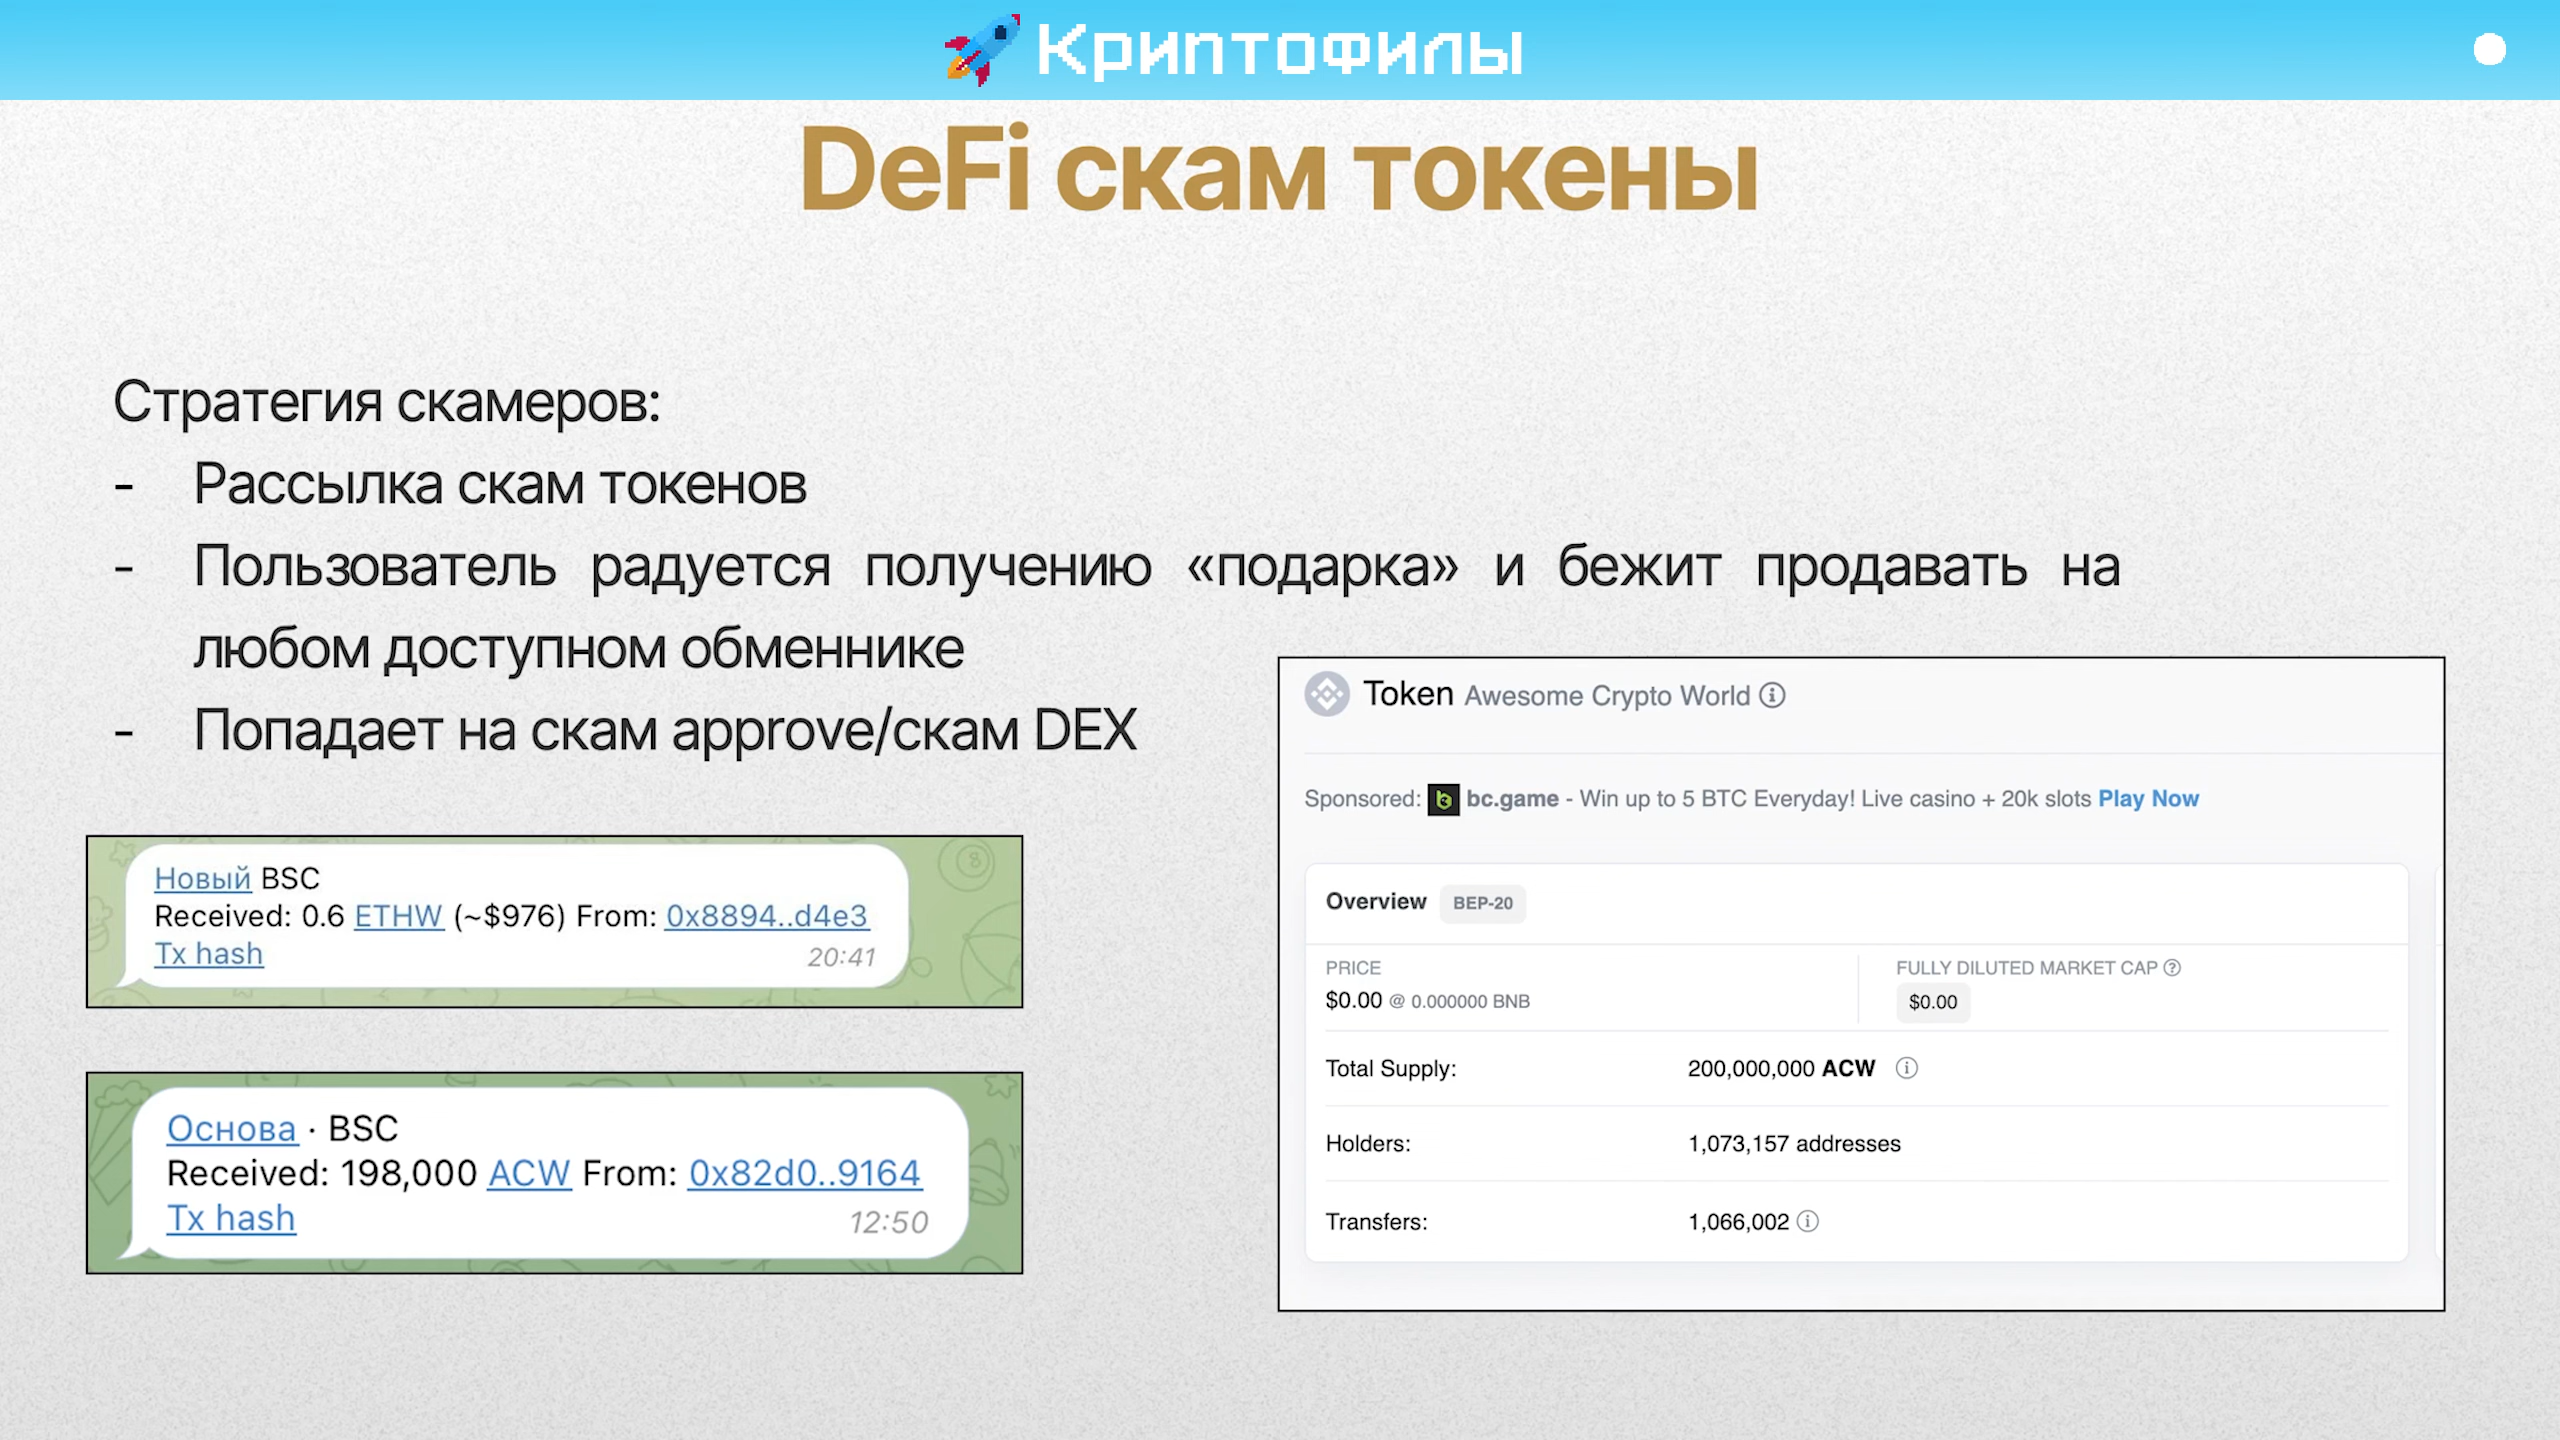 Криптофилы
DeFi скам токены
Стратегия скамеров:
- Рассылка скам токенов
- Пользователь радуется получению «подарка» и бежит продавать на
любом доступном обменнике
- Попадает на скам approve/скам DEX
Новый BSC
Received: 0.6 ETHW (~$976) From: 0x8894..d4e3
Tx hash
20:41
Основа · BSC
Received: 198,000 ACW From: 0x82d0..9164
Tx hash
12:50
Token Awesome Crypto World
Sponsored: bc.game - Win up to 5 BTC Everyday! Live casino + 20k slots Play Now
Overview BEP-20
PRICE
$0.00 @ 0.000000 BNB
FULLY DILUTED MARKET CAP
$0.00
Total Supply: 200,000,000 ACW
Holders: 1,073,157 addresses
Transfers: 1,066,002